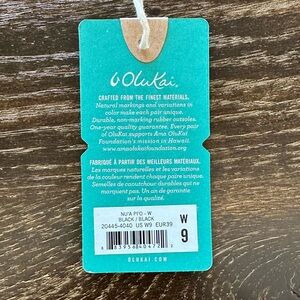 OluKai
CRAFTED FROM THE FINEST MATERIALS.
Natural markings and variations in
color make each pair unique.
Durable, non-marking rubber outsoles.
One-year quality guarantee. Every pair
of OluKai supports Ama OluKai
Foundation's mission in Hawaii.
www.amaolukaifoundation.org
FABRIQUÉ À PARTIR DES MEILLEURS MATÉRIAUX.
Les marques naturelles et les variations
de la couleur rendent chaque paire unique.
Semelles de caoutchouc durables qui ne
marquent pas. Un an de garantie
sur la qualité.
NU'A PI'O - W
BLACK / BLACK
20445-4040 US W9 EUR39
W
9
OLUKAI.COM